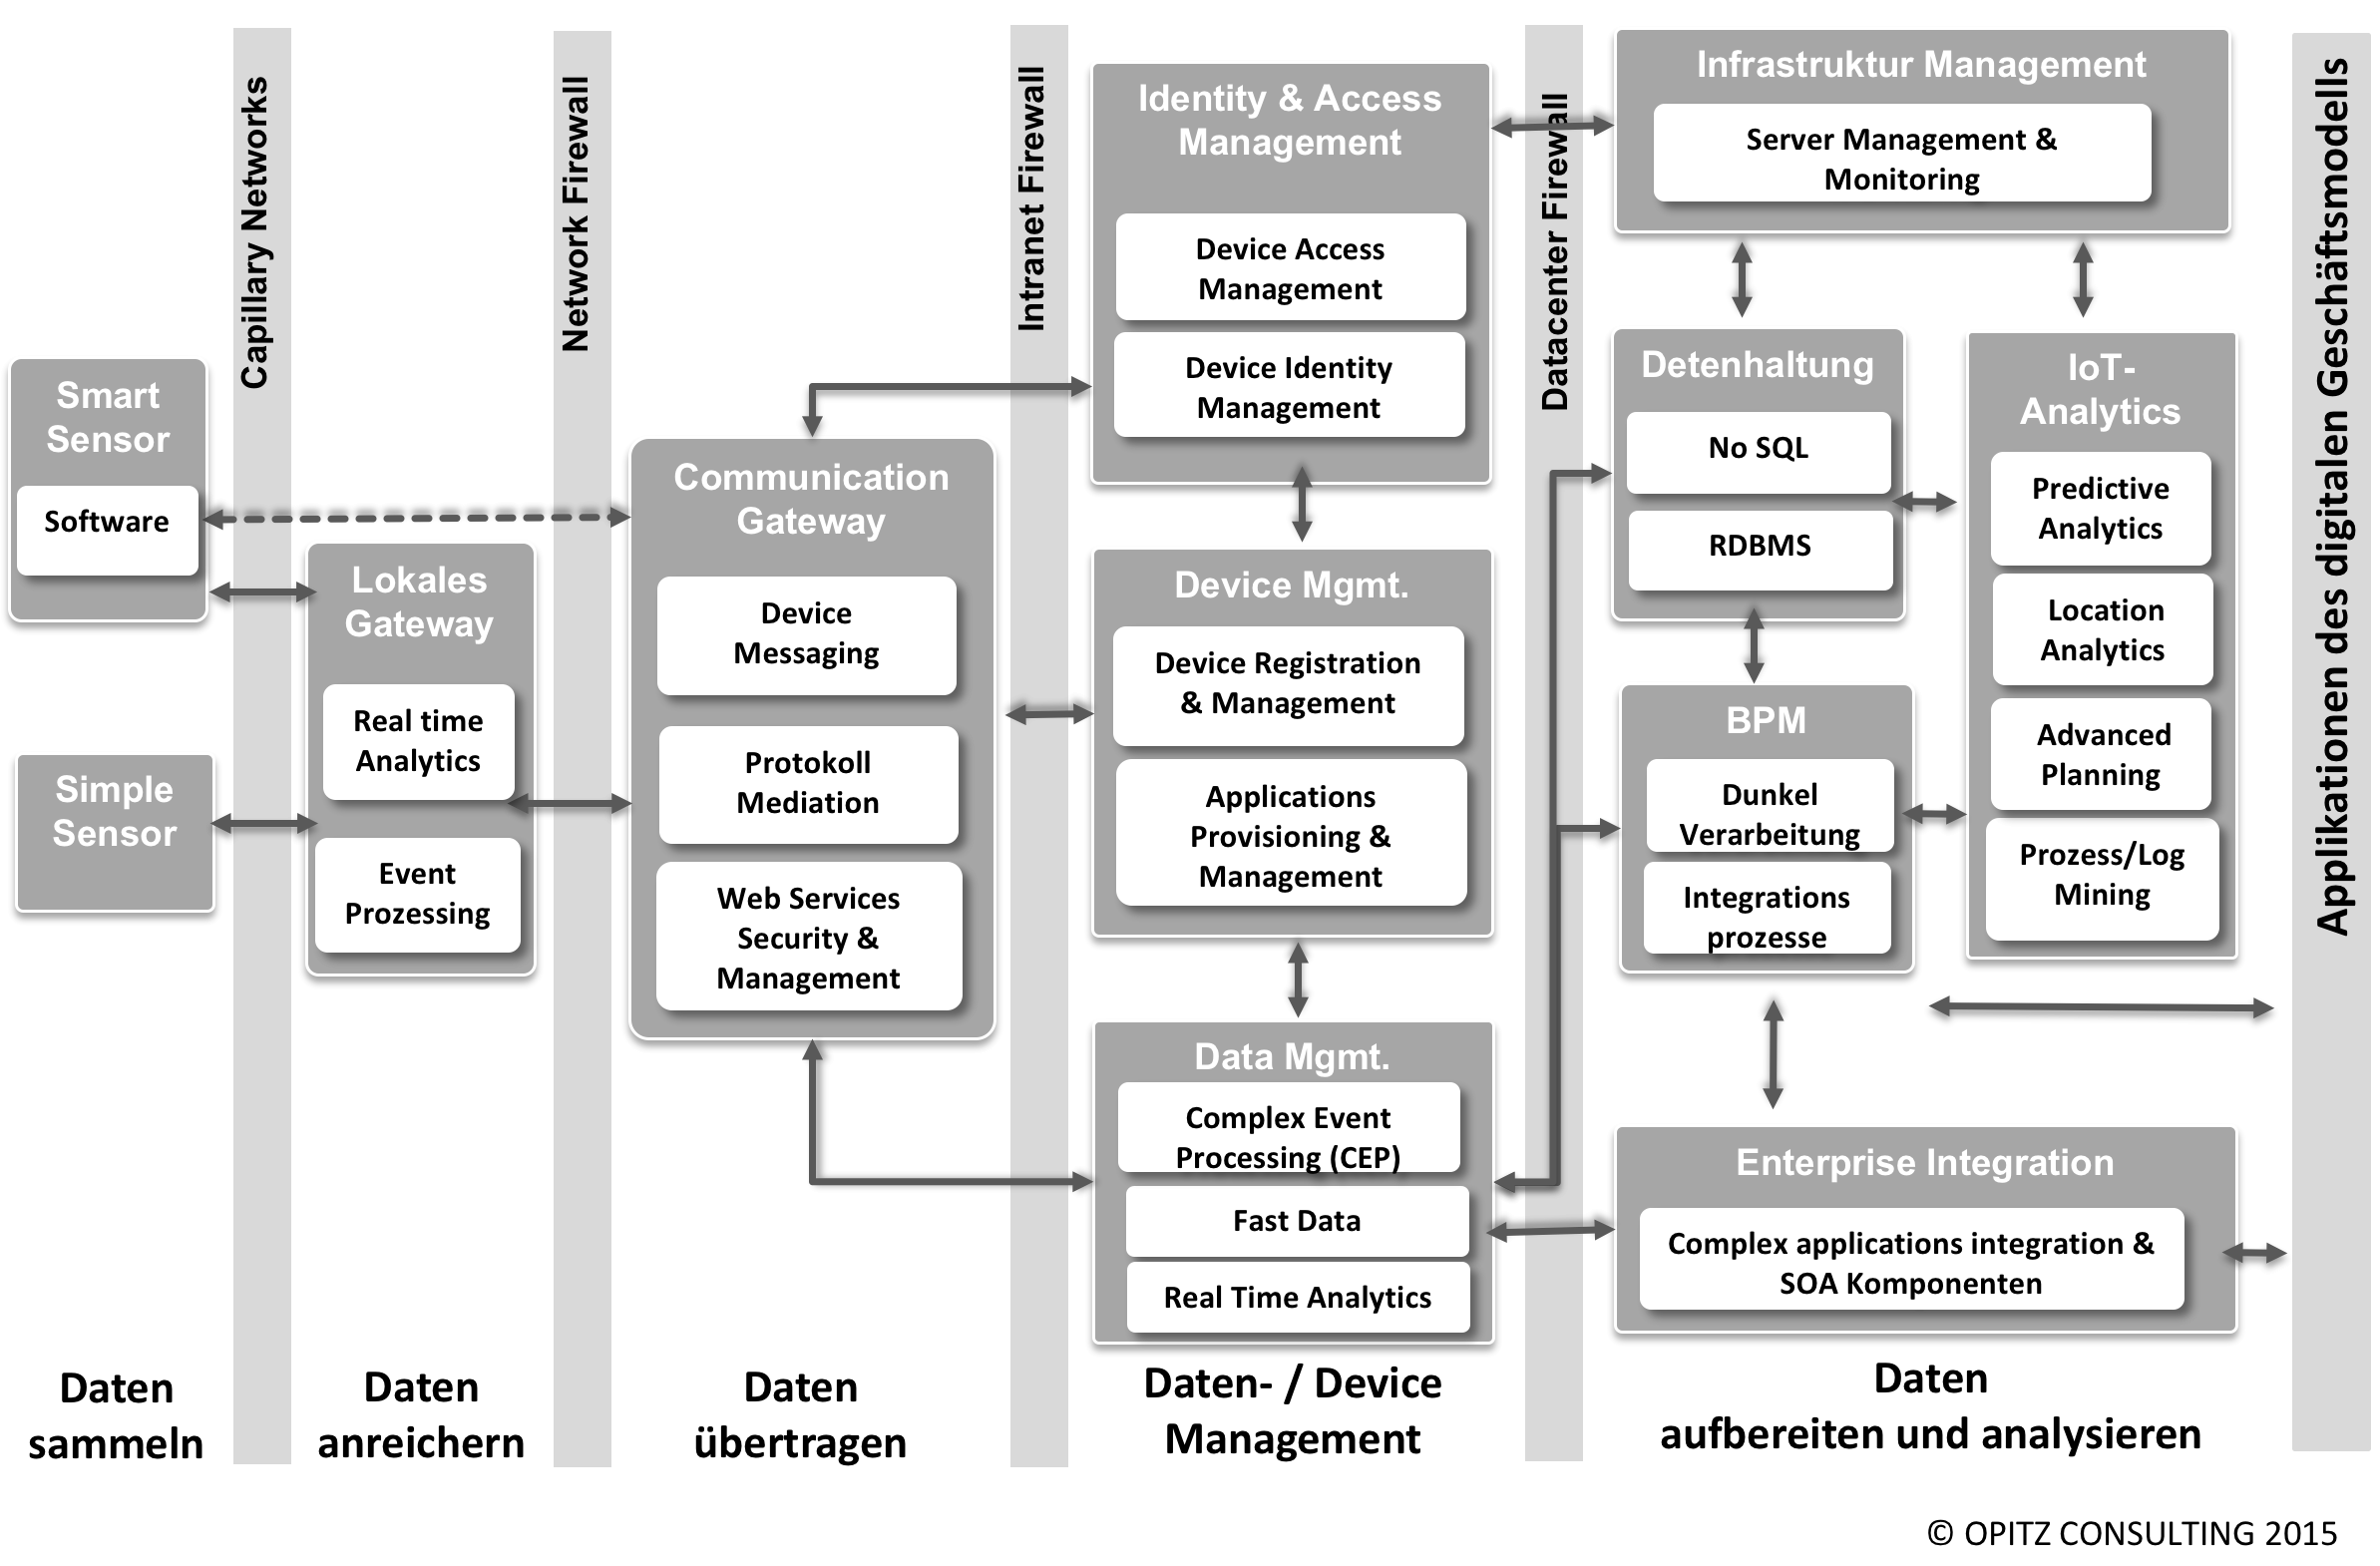 Capillary Networks
Network Firewall
Intranet Firewall
Datacenter Firewall
Applikationen des digitalen Geschäftsmodells
Smart
Sensor
Software
Simple
Sensor
Lokales
Gateway
Real time
Analytics
Event
Prozessing
Communication
Gateway
Device
Messaging
Protokoll
Mediation
Web Services
Security &
Management
Identity & Access
Management
Device Access
Management
Device Identity
Management
Device Mgmt.
Device Registration
& Management
Applications
Provisioning &
Management
Data Mgmt.
Complex Event
Processing (CEP)
Fast Data
Real Time Analytics
Infrastruktur Management
Server Management &
Monitoring
Detenhaltung
No SQL
RDBMS
BPM
Dunkel
Verarbeitung
Integrations
prozesse
IoT-
Analytics
Predictive
Analytics
Location
Analytics
Advanced
Planning
Prozess/Log
Mining
Enterprise Integration
Complex applications integration &
SOA Komponenten
Daten
sammeln
Daten
anreichern
Daten
übertragen
Daten- / Device
Management
Daten
aufbereiten und analysieren
© OPITZ CONSULTING 2015